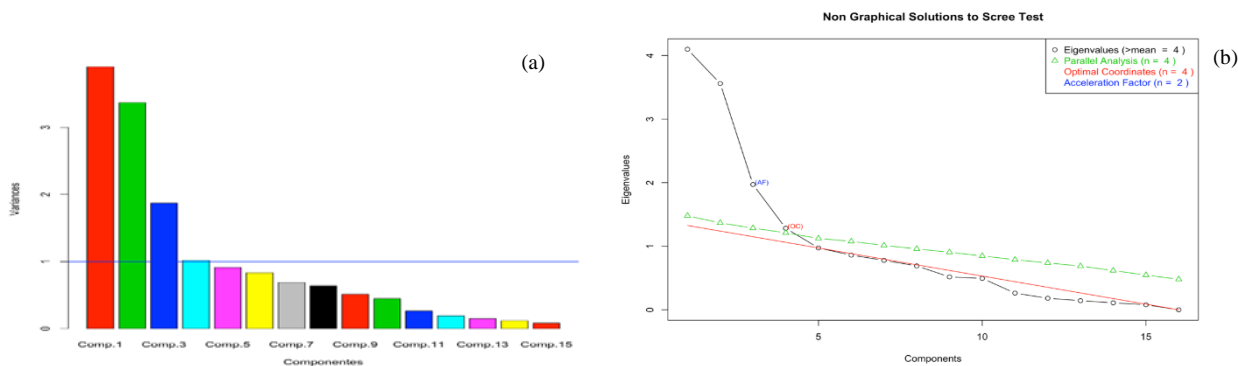 (a)
Variances
0
1
2
3
Comp.1
Comp.3
Comp.5
Comp.7
Comp.9
Comp.11
Comp.13
Comp.15
Componentes
Non Graphical Solutions to Scree Test
(b)
Eigenvalues (>mean = 4 )
Parallel Analysis (n = 4 )
Optimal Coordinates (n = 4 )
Acceleration Factor (n = 2 )
(AF)
(OC)
Eigenvalues
0
1
2
3
4
5
10
15
Components